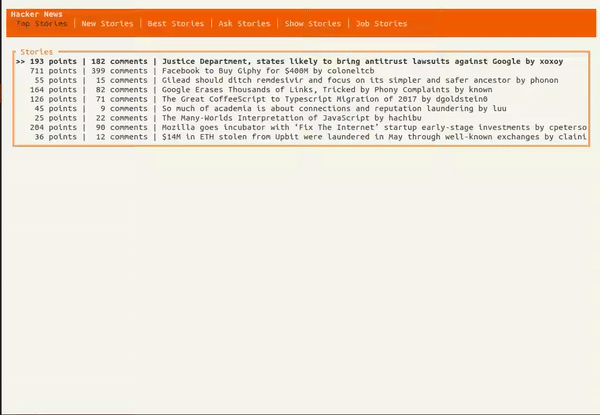 Hacker News
Top Stories | New Stories | Best Stories | Ask Stories | Show Stories | Job Stories
Stories
>> 193 points | 182 comments | Justice Department, states likely to bring antitrust lawsuits against Google by xoxoy
711 points | 399 comments | Facebook to Buy Giphy for $400M by coloneltcb
55 points | 15 comments | Gilead should ditch remdesivir and focus on its simpler and safer ancestor by phonon
164 points | 82 comments | Google Erases Thousands of Links, Tricked by Phony Complaints by known
126 points | 71 comments | The Great CoffeeScript to Typescript Migration of 2017 by dgoldstein0
45 points | 9 comments | So much of academia is about connections and reputation laundering by luu
25 points | 22 comments | The Many-Worlds Interpretation of JavaScript by hachibu
204 points | 90 comments | Mozilla goes incubator with ‘Fix The Internet’ startup early-stage investments by cpeterso
36 points | 12 comments | $14M in ETH stolen from Upbit were laundered in May through well-known exchanges by claini